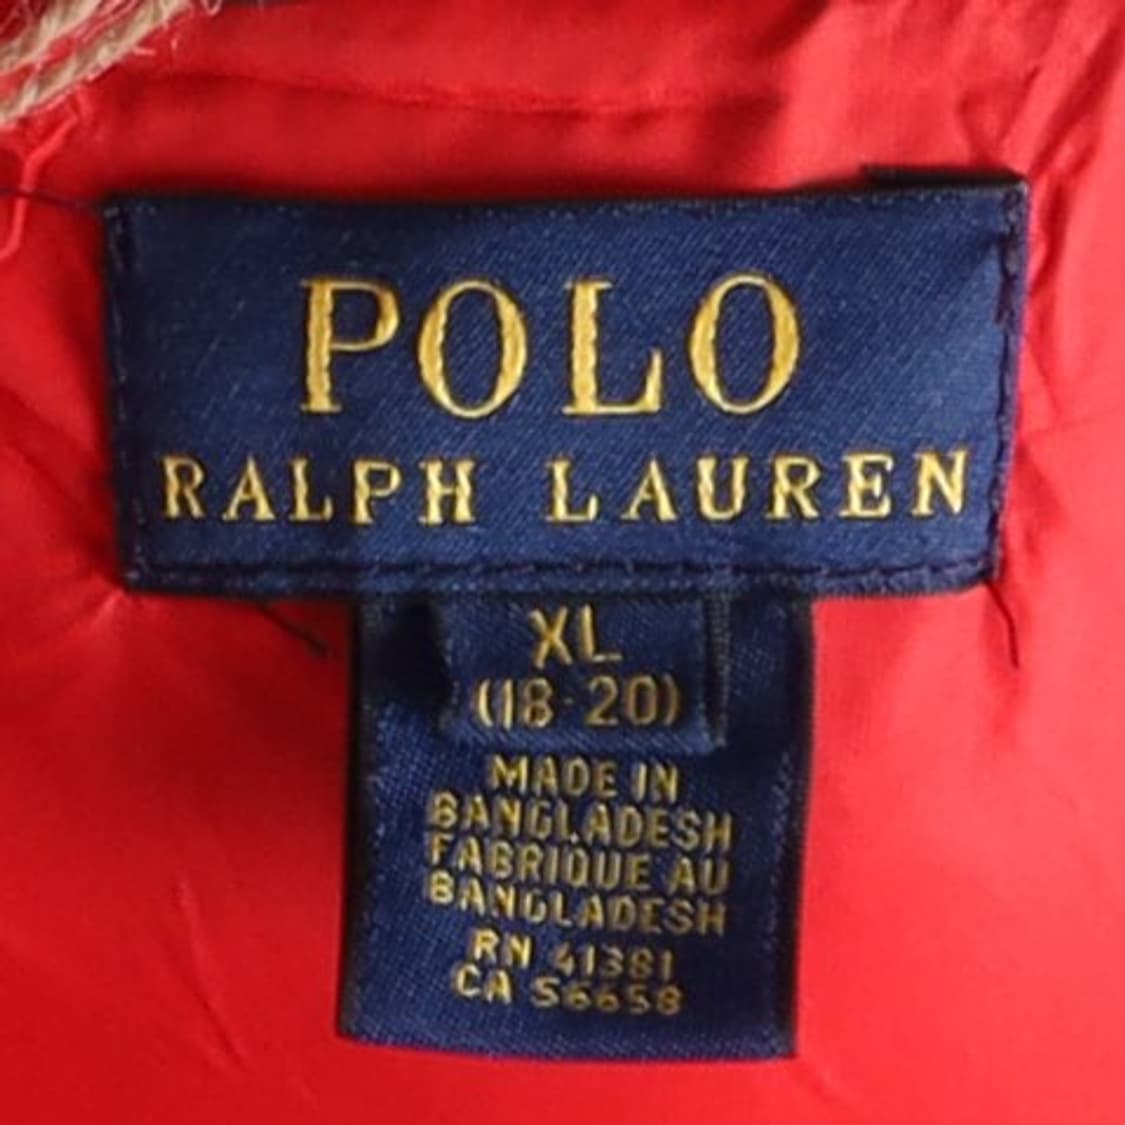 POLO
RALPH LAUREN
XL
(18-20)
MADE IN
BANGLADESH
FABRIQUE AU
BANGLADESH
RN 41381
CA 56658